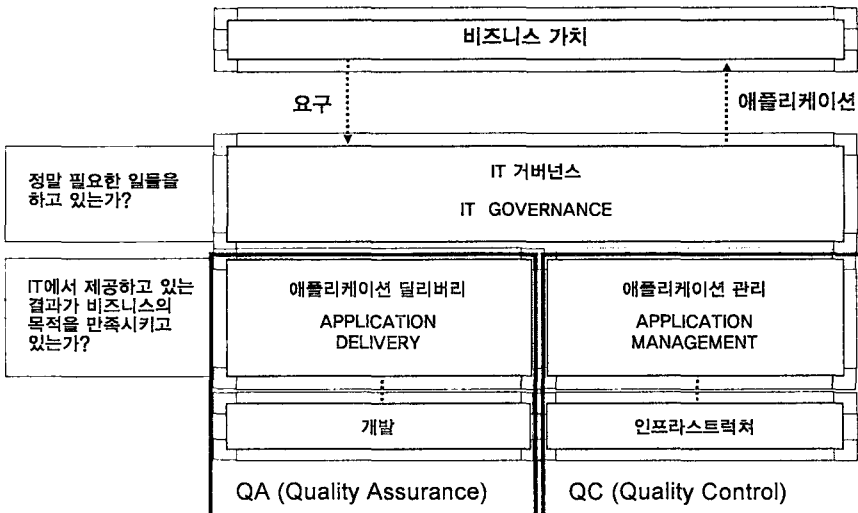 비즈니스 가치
요구
애플리케이션
정말 필요한 일들을
하고 있는가?
IT 거버넌스
IT GOVERNANCE
IT에서 제공하고 있는
결과가 비즈니스의
목적을 만족시키고
있는가?
애플리케이션 딜리버리
APPLICATION
DELIVERY
애플리케이션 관리
APPLICATION
MANAGEMENT
개발
인프라스트럭쳐
QA (Quality Assurance)
QC (Quality Control)